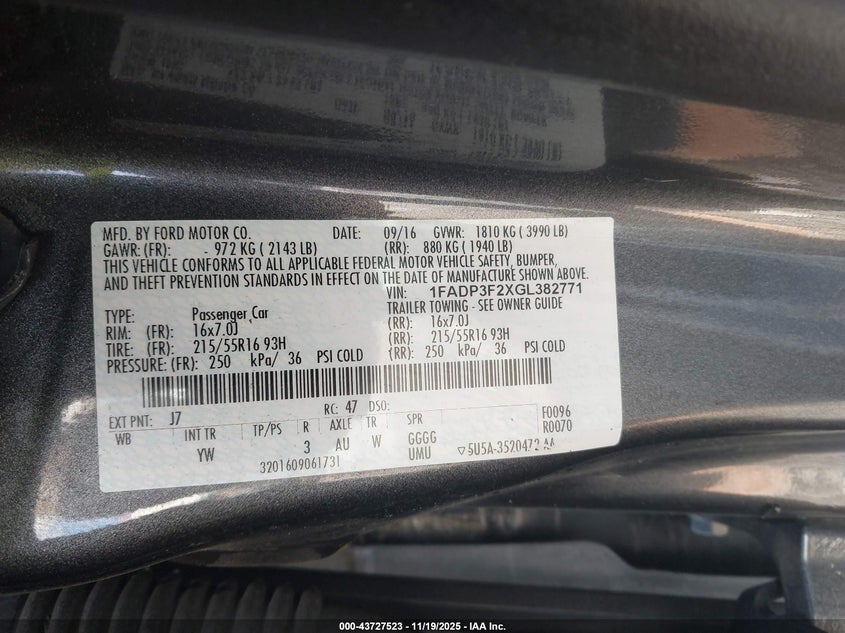 MFD. BY FORD MOTOR CO. DATE: 09/16 GVWR: 1810 KG ( 3990 LB)
GAWR: (FR): - 972 KG ( 2143 LB) (RR): 880 KG ( 1940 LB)
THIS VEHICLE CONFORMS TO ALL APPLICABLE FEDERAL MOTOR VEHICLE SAFETY, BUMPER,
AND THEFT PREVENTION STANDARDS IN EFFECT ON THE DATE OF MANUFACTURE SHOWN ABOVE.
VIN: 1FADP3F2XGL382771
TYPE: Passenger Car TRAILER TOWING - SEE OWNER GUIDE
RIM: (FR): 16x7.0J (RR): 16x7.0J
TIRE: (FR): 215/55R16 93H (RR): 215/55R16 93H
PRESSURE: (FR): 250 kPa/ 36 PSI COLD (RR): 250 kPa/ 36 PSI COLD
EXT PNT: J7 RC: 47 DSO: F0096
WB INT TR TP/PS R AXLE TR SPR R0070
YW 3 AU W GGGG
3201609061731 UMU ▽5U5A-3520472-AA
000-43727523 - 11/19/2025 - IAA Inc.